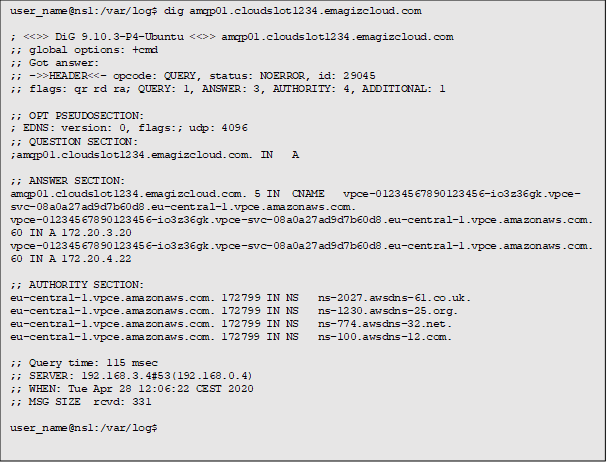 user_name@ns1:/var/log$ dig amqp01.cloudslot1234.emagizcloud.com
; <<>> DiG 9.10.3-P4-Ubuntu <<>> amqp01.cloudslot1234.emagizcloud.com
;; global options: +cmd
;; Got answer:
;; ->>HEADER<<- opcode: QUERY, status: NOERROR, id: 29045
;; flags: qr rd ra; QUERY: 1, ANSWER: 3, AUTHORITY: 4, ADDITIONAL: 1
;; OPT PSEUDOSECTION:
; EDNS: version: 0, flags:; udp: 4096
;; QUESTION SECTION:
;amqp01.cloudslot1234.emagizcloud.com. IN A
;; ANSWER SECTION:
amqp01.cloudslot1234.emagizcloud.com. 5 IN CNAME vpce-01234567890123456-io3z36gk.vpce-
svc-08a0a27ad9d7b60d8.eu-central-1.vpce.amazonaws.com.
vpce-01234567890123456-io3z36gk.vpce-svc-08a0a27ad9d7b60d8.eu-central-1.vpce.amazonaws.com.
60 IN A 172.20.3.20
vpce-01234567890123456-io3z36gk.vpce-svc-08a0a27ad9d7b60d8.eu-central-1.vpce.amazonaws.com.
60 IN A 172.20.4.22
;; AUTHORITY SECTION:
eu-central-1.vpce.amazonaws.com. 172799 IN NS ns-2027.awsdns-61.co.uk.
eu-central-1.vpce.amazonaws.com. 172799 IN NS ns-1230.awsdns-25.org.
eu-central-1.vpce.amazonaws.com. 172799 IN NS ns-774.awsdns-32.net.
eu-central-1.vpce.amazonaws.com. 172799 IN NS ns-100.awsdns-12.com.
;; Query time: 115 msec
;; SERVER: 192.168.3.4#53(192.168.0.4)
;; WHEN: Tue Apr 28 12:06:22 CEST 2020
;; MSG SIZE rcvd: 331
user_name@ns1:/var/log$